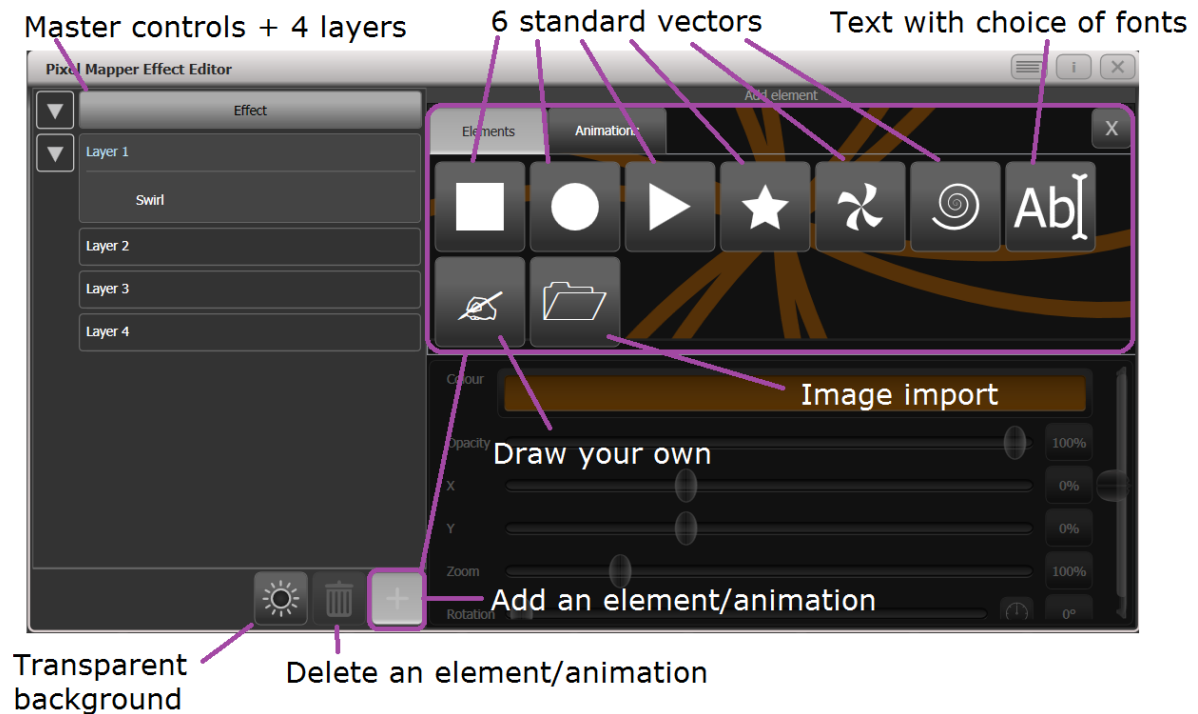 Master controls + 4 layers
6 standard vectors
Text with choice of fonts
Pixel Mapper Effect Editor
i
X
Add element
Effect
Elements
Animations
X
Layer 1
Swirl
Ab
Layer 2
Layer 3
Layer 4
Colour
Image import
Opacity
100%
Draw your own
X
0%
Y
0%
Zoom
100%
Add an element/animation
Rotation
0°
Transparent
background
Delete an element/animation